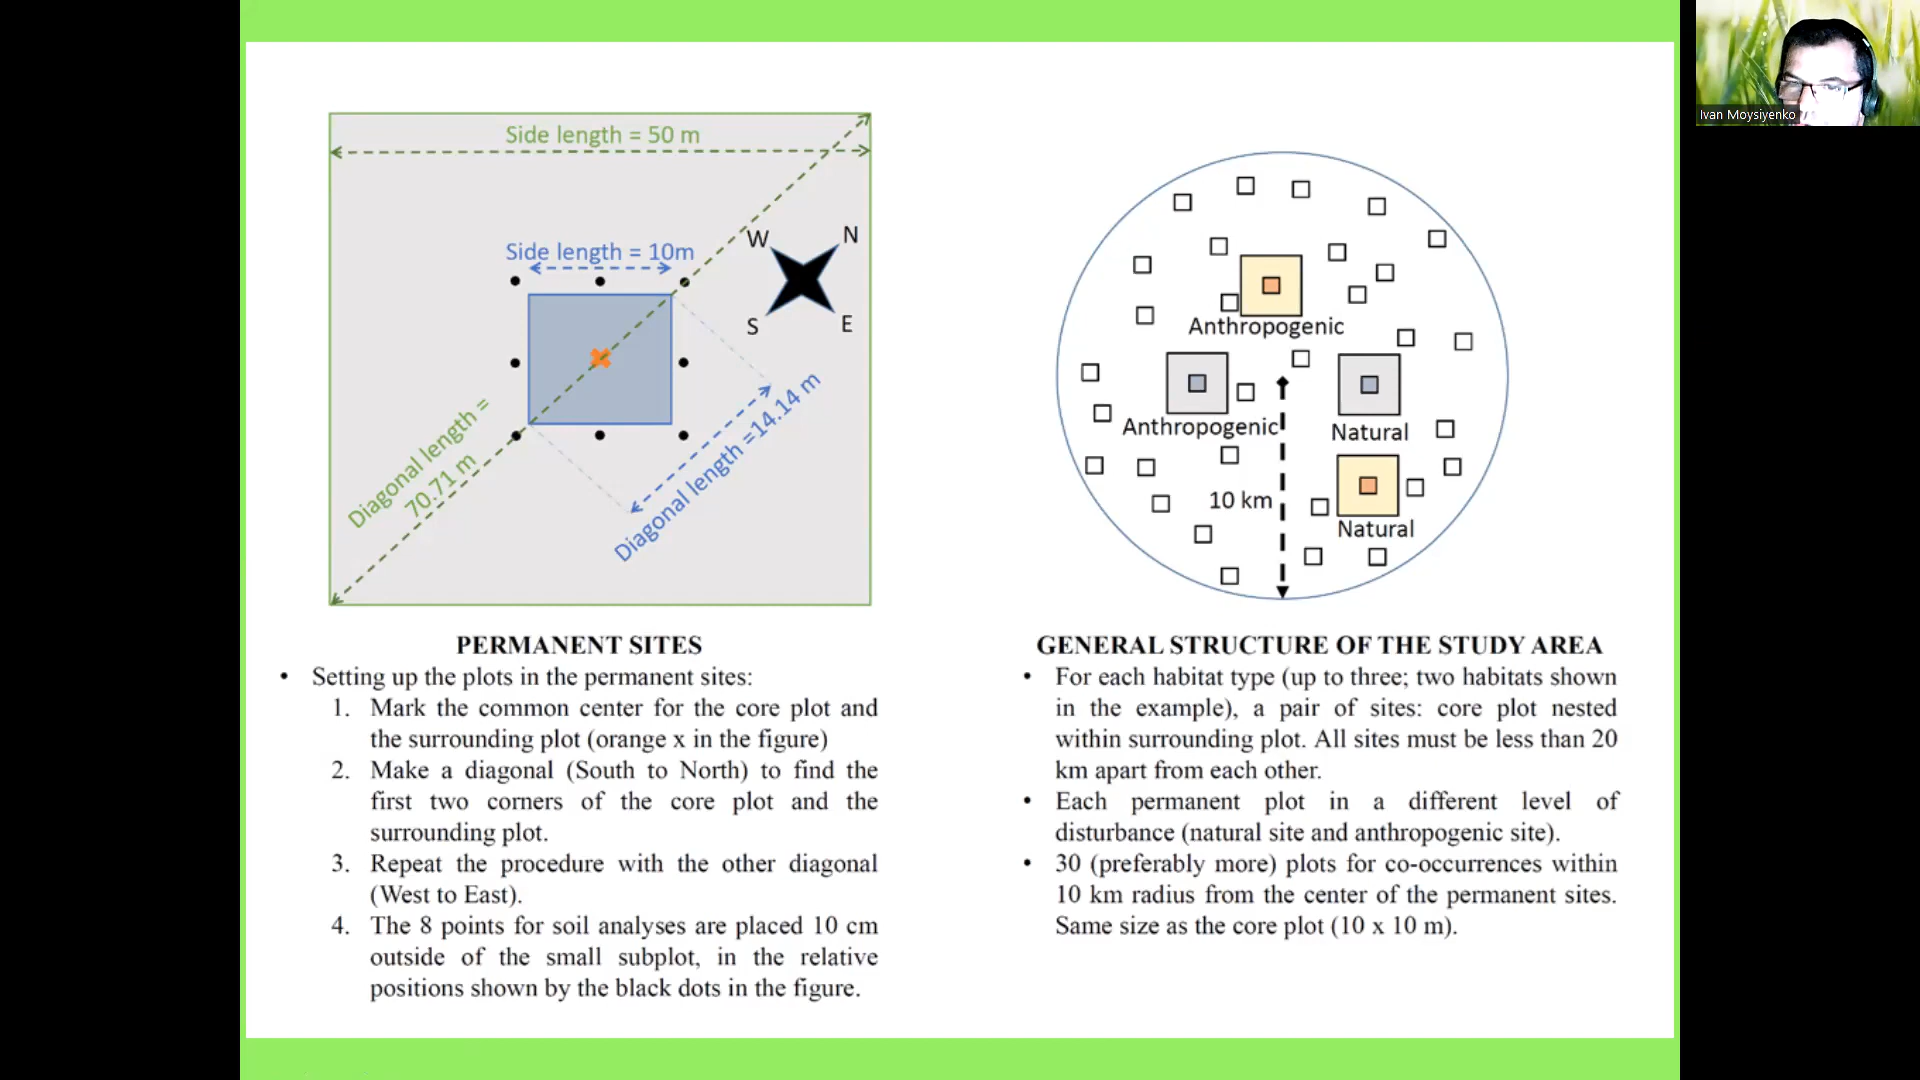 Ivan Moysiyenko
Side length = 50 m
Side length = 10m
W
N
S
E
Diagonal length =
70.71 m
Diagonal length =14.14 m
Anthropogenic
Anthropogenic
Natural
10 km
Natural
PERMANENT SITES
• Setting up the plots in the permanent sites:
1. Mark the common center for the core plot and
the surrounding plot (orange x in the figure)
2. Make a diagonal (South to North) to find the
first two corners of the core plot and the
surrounding plot.
3. Repeat the procedure with the other diagonal
(West to East).
4. The 8 points for soil analyses are placed 10 cm
outside of the small subplot, in the relative
positions shown by the black dots in the figure.
GENERAL STRUCTURE OF THE STUDY AREA
• For each habitat type (up to three; two habitats shown
in the example), a pair of sites: core plot nested
within surrounding plot. All sites must be less than 20
km apart from each other.
• Each permanent plot in a different level of
disturbance (natural site and anthropogenic site).
• 30 (preferably more) plots for co-occurrences within
10 km radius from the center of the permanent sites.
Same size as the core plot (10 x 10 m).